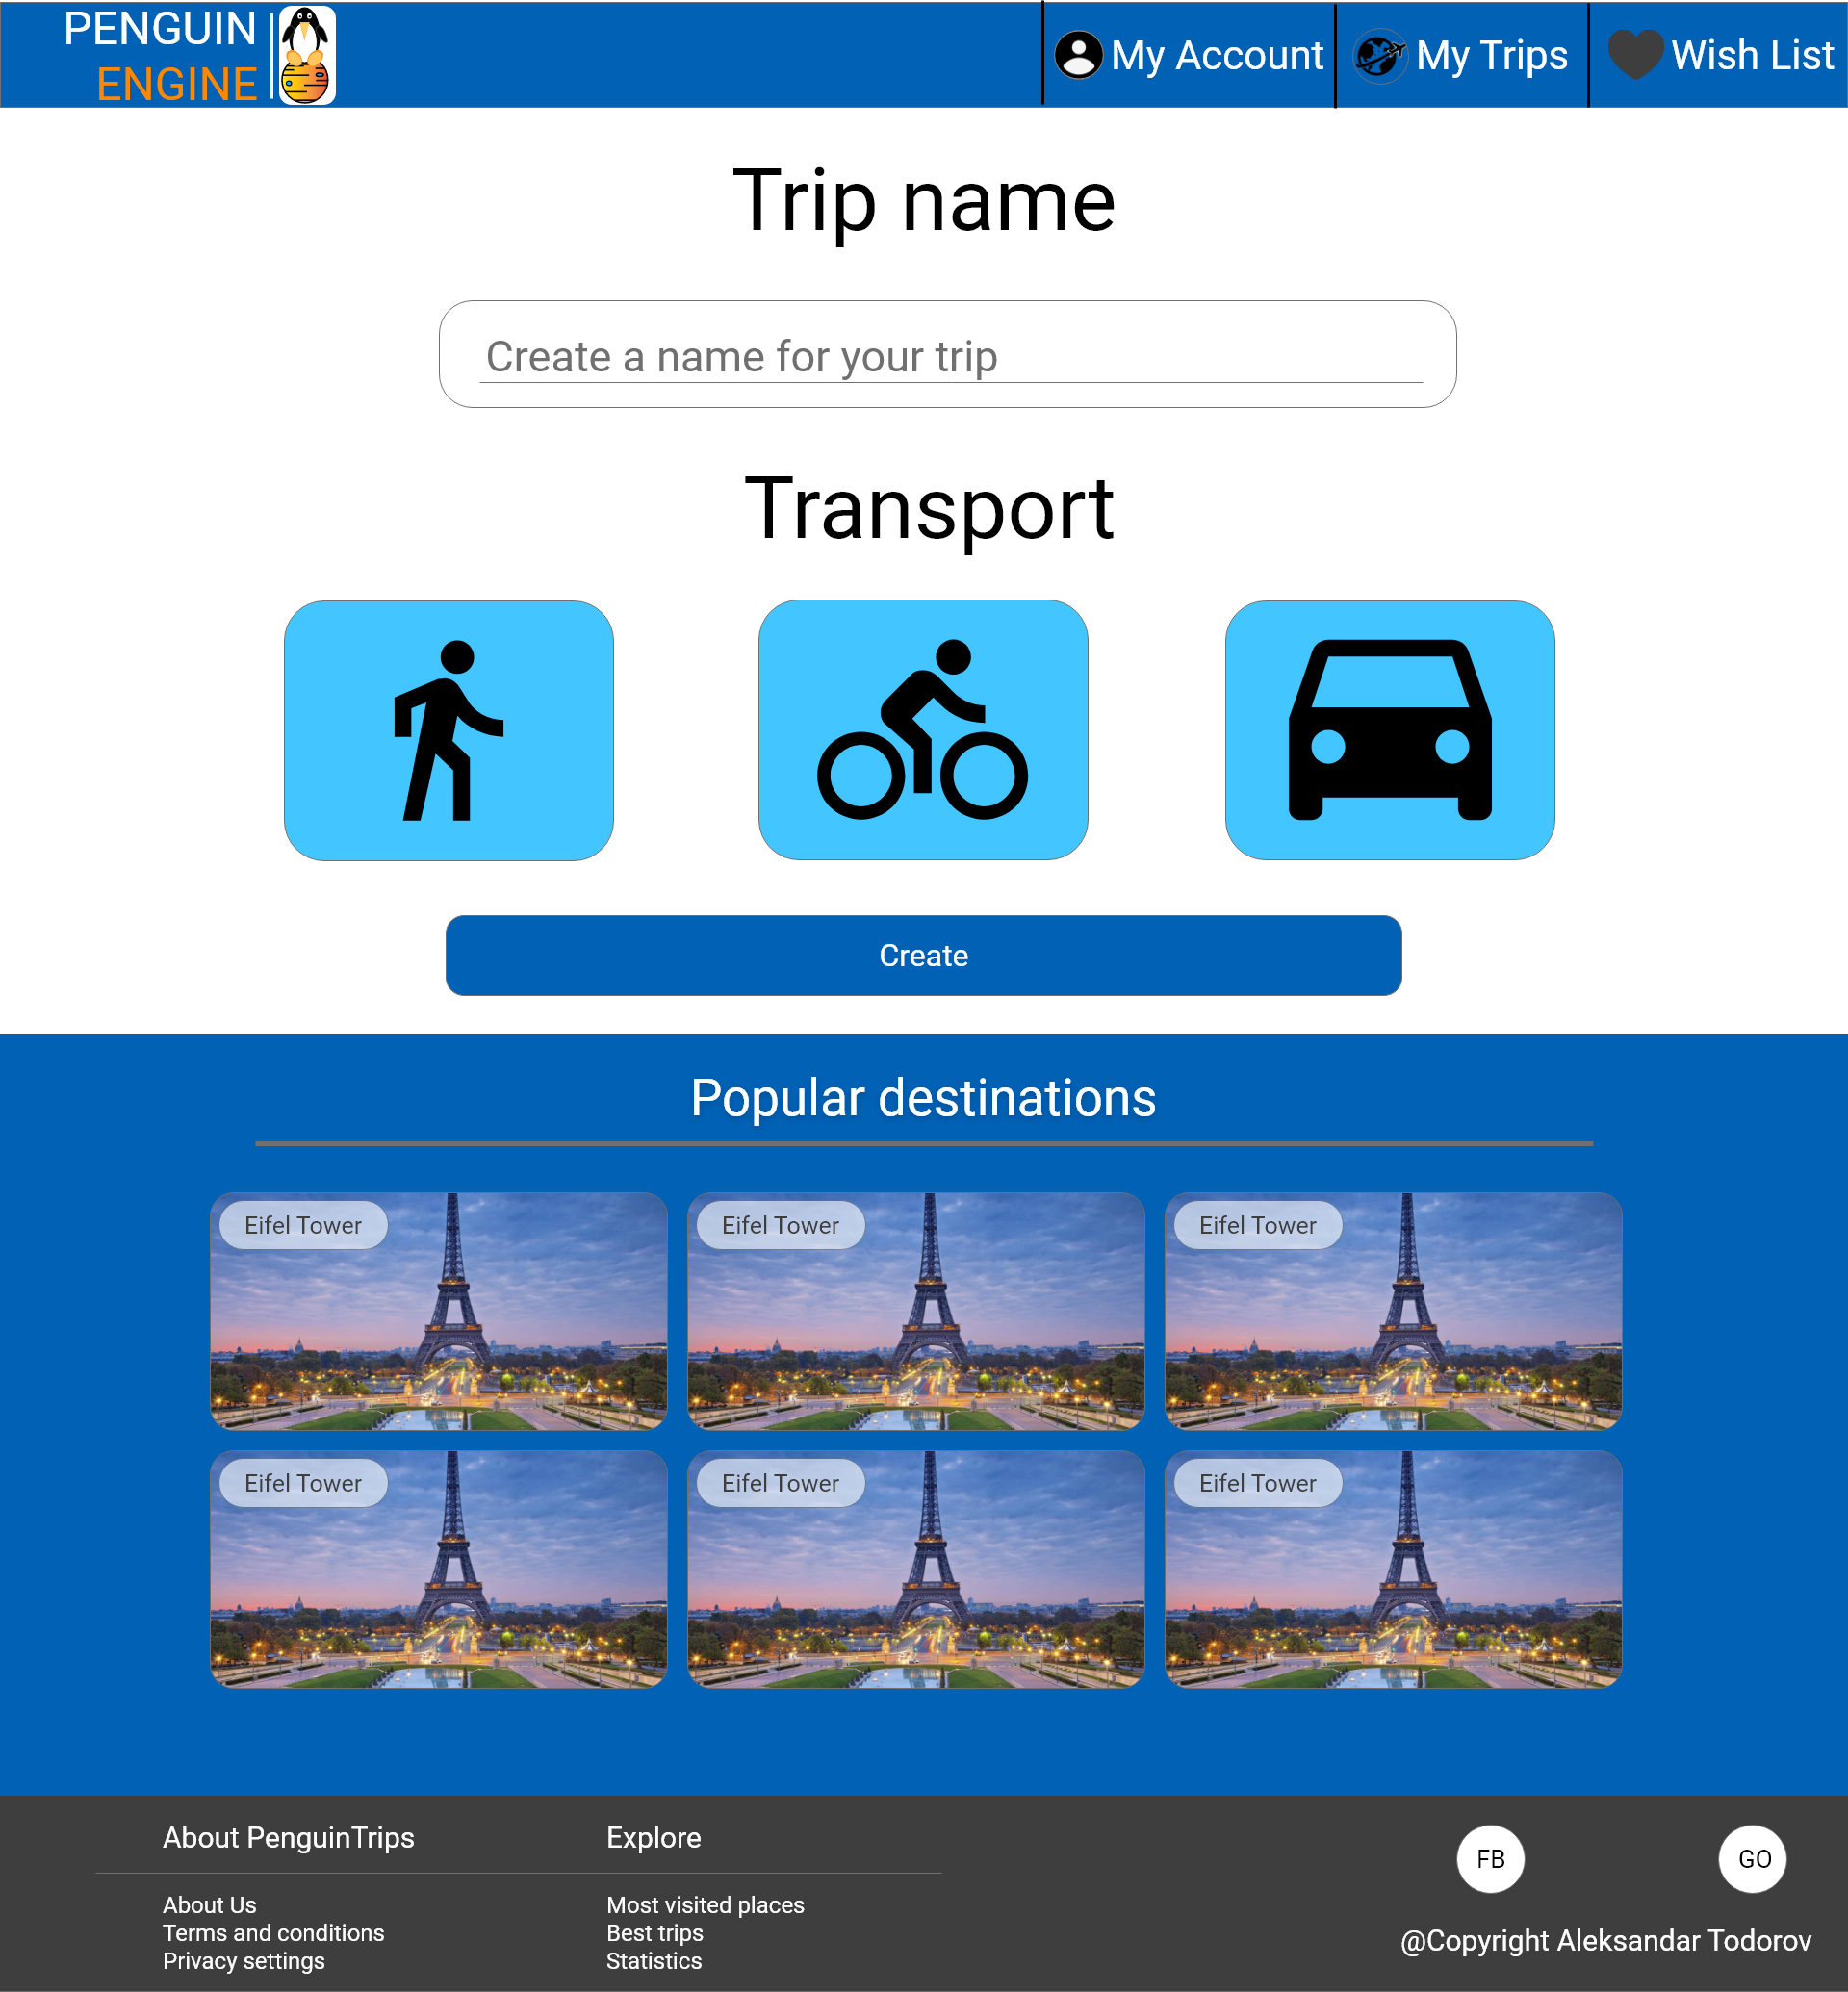 PENGUIN
ENGINE
My Account
My Trips
Wish List
Trip name
Create a name for your trip
Transport
Create
Popular destinations
Eifel Tower
Eifel Tower
Eifel Tower
Eifel Tower
Eifel Tower
Eifel Tower
About PenguinTrips
Explore
FB
GO
About Us
Terms and conditions
Privacy settings
Most visited places
Best trips
Statistics
@Copyright Aleksandar Todorov